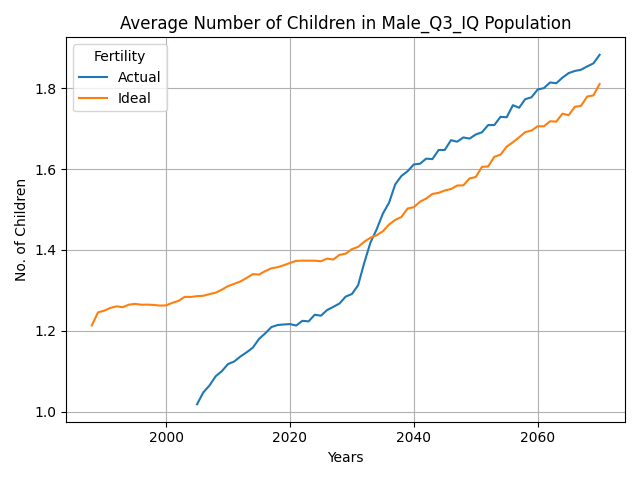 Average Number of Children in Male_Q3_IQ Population
Fertility
Actual
Ideal
No. of Children
1.8
1.6
1.4
1.2
1.0
2000
2020
2040
2060
Years